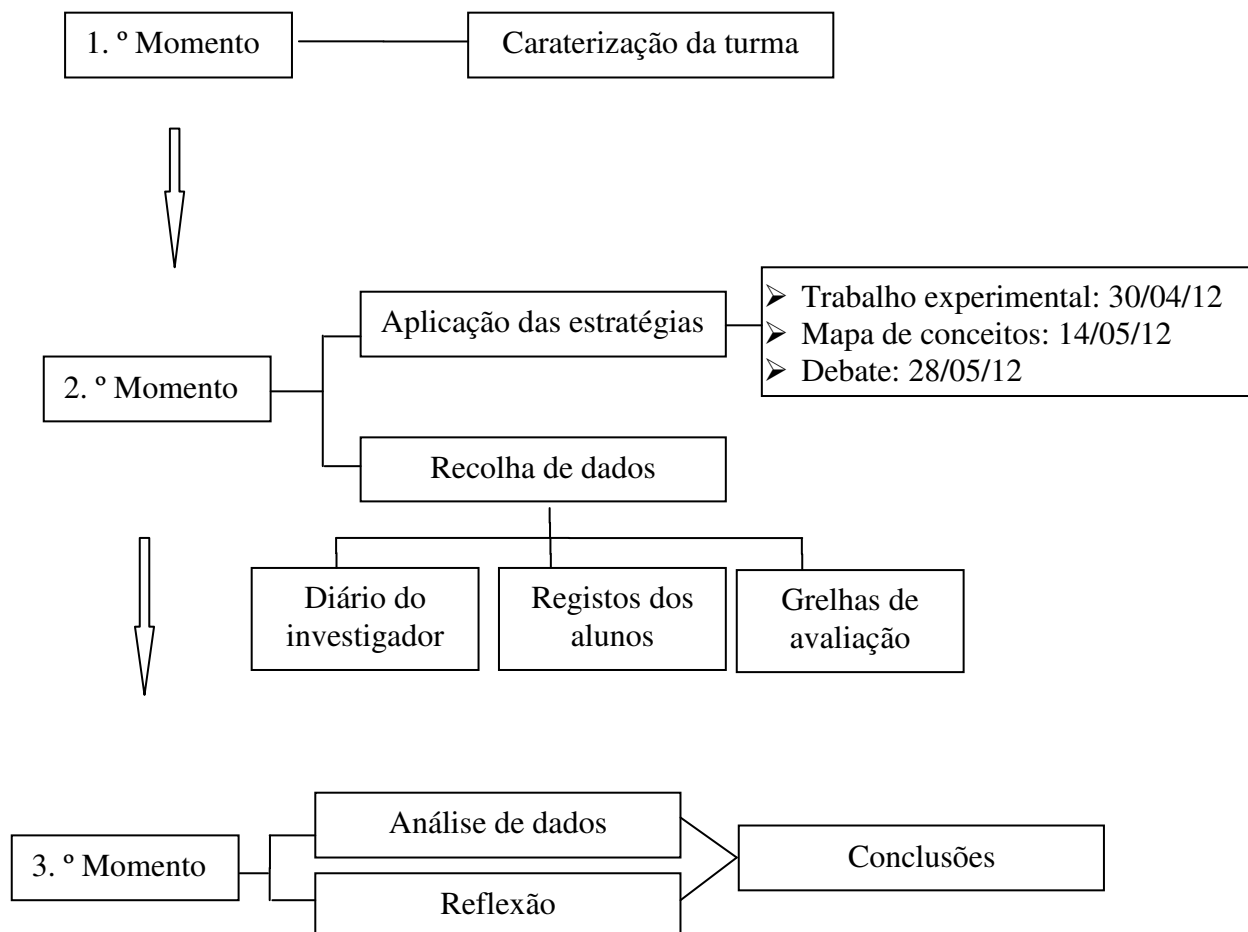 1. º Momento
Caraterização da turma
Aplicação das estratégias
➢ Trabalho experimental: 30/04/12
➢ Mapa de conceitos: 14/05/12
➢ Debate: 28/05/12
2. º Momento
Recolha de dados
Diário do
investigador
Registos dos
alunos
Grelhas de
avaliação
3. º Momento
Análise de dados
Reflexão
Conclusões